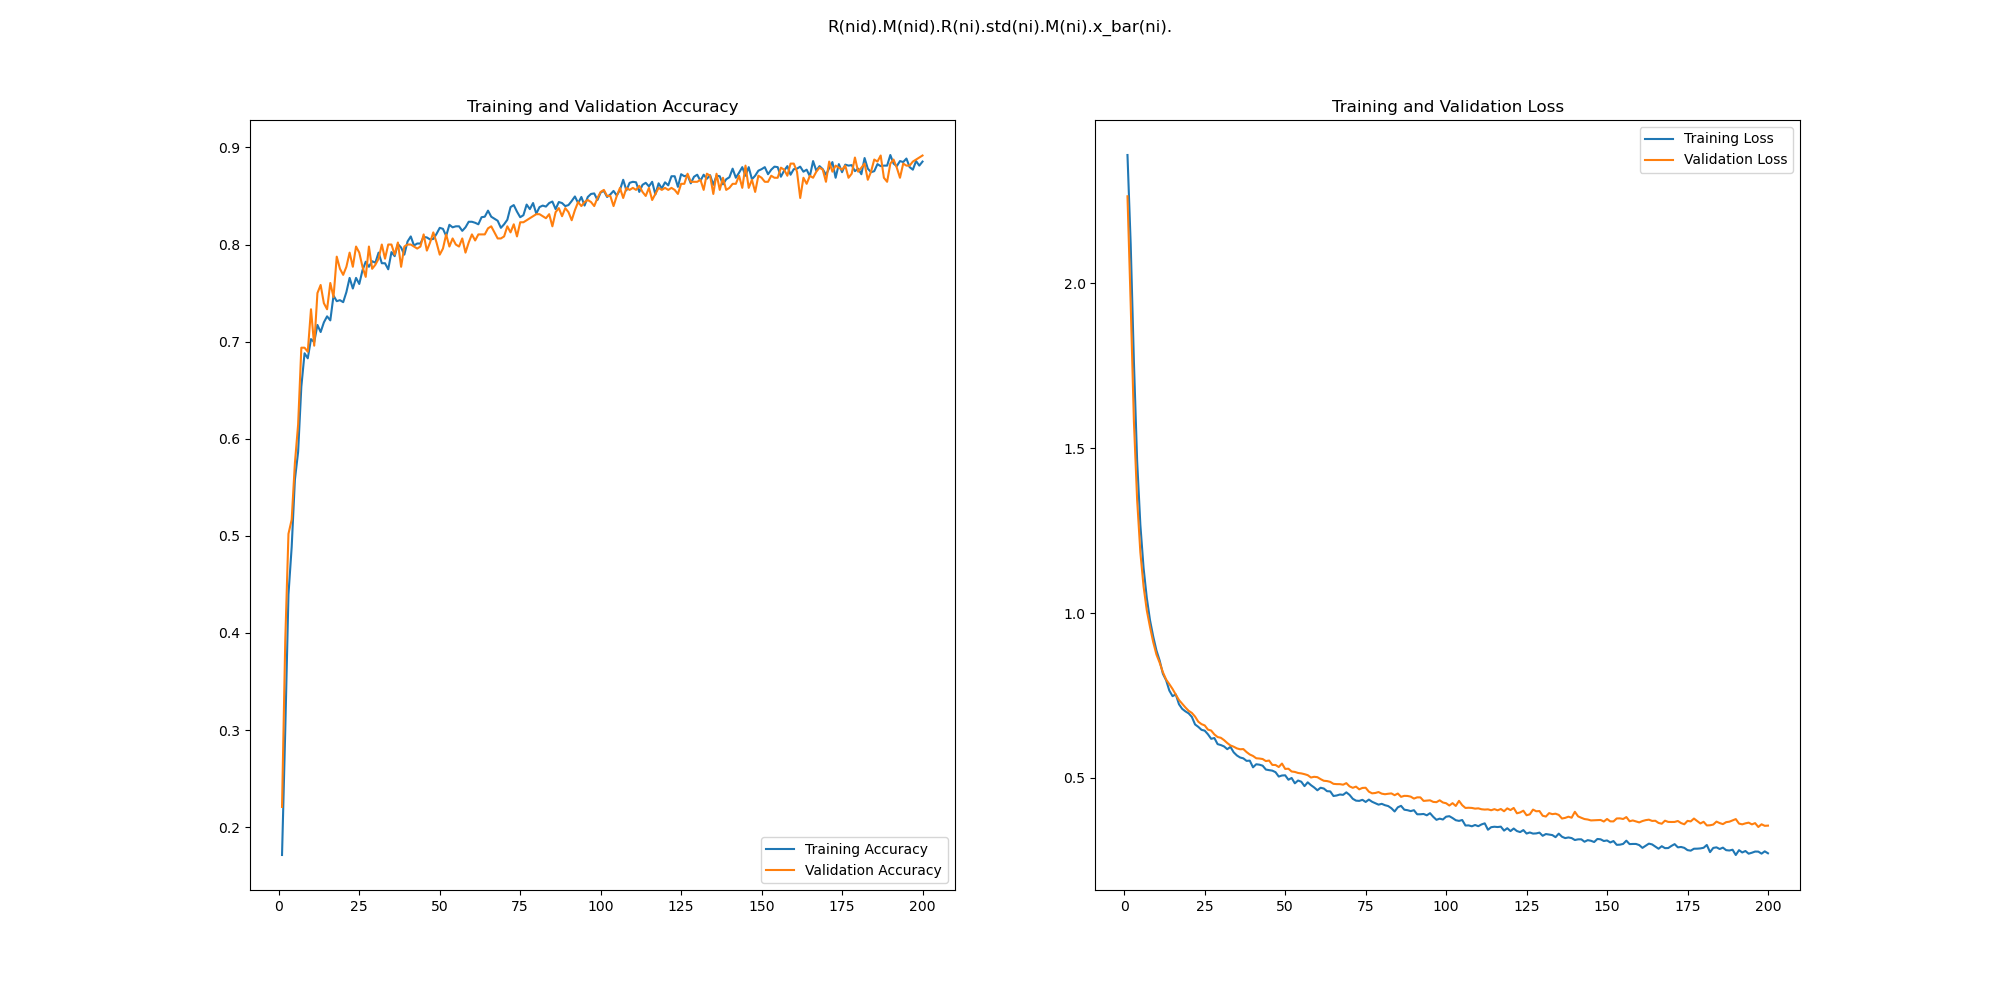 R(nid).M(nid).R(ni).std(ni).M(ni).x_bar(ni).
Training and Validation Accuracy
0.9
0.8
0.7
0.6
0.5
0.4
0.3
0.2
Training Accuracy
Validation Accuracy
0 25 50 75 100 125 150 175 200
Training and Validation Loss
Training Loss
Validation Loss
2.0
1.5
1.0
0.5
0 25 50 75 100 125 150 175 200